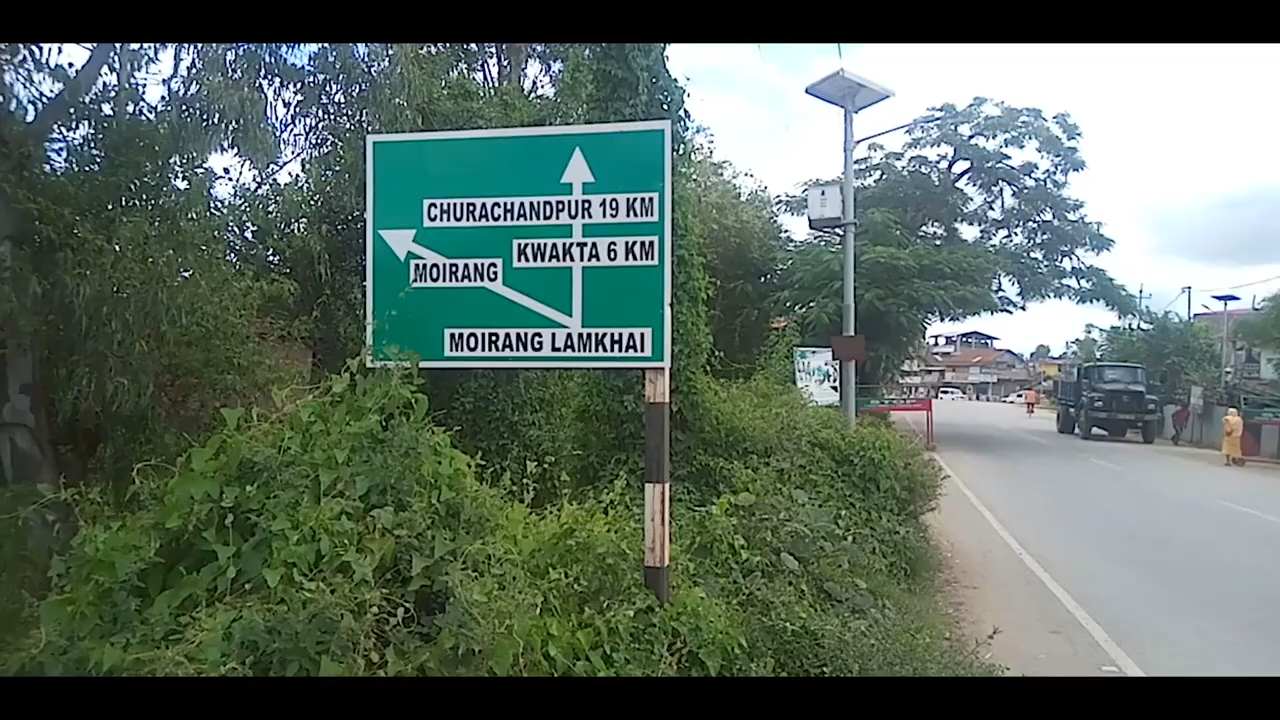 CHURACHANDPUR 19 KM
KWAKTA 6 KM
MOIRANG
MOIRANG LAMKHAI